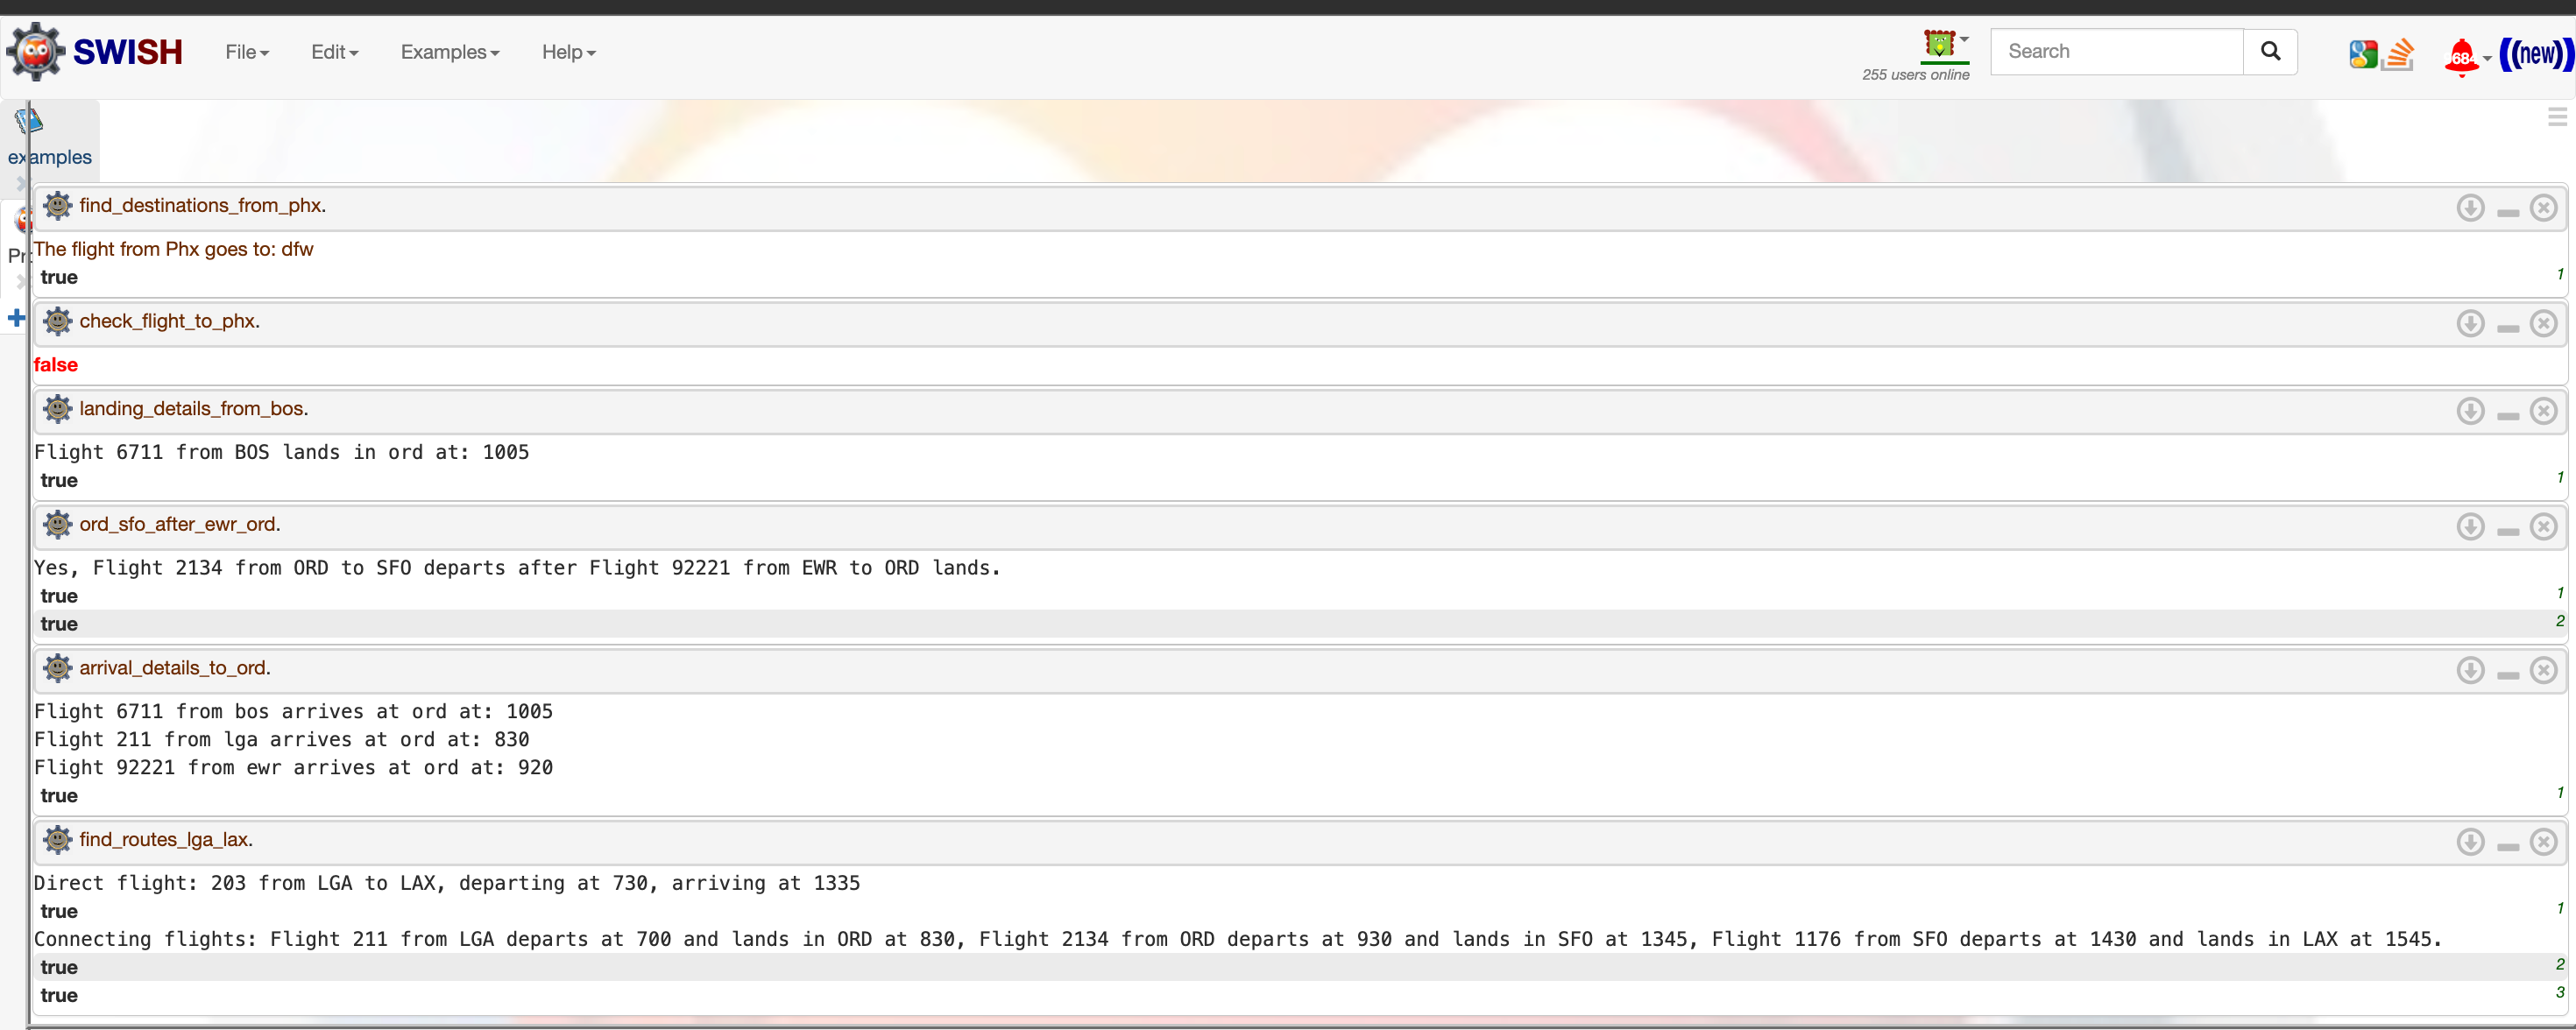 SWISH File Edit Examples Help 255 users online Search 684 ((new))
examples
find_destinations_from_phx.
The flight from Phx goes to: dfw
true 1
check_flight_to_phx.
false
landing_details_from_bos.
Flight 6711 from BOS lands in ord at: 1005
true 1
ord_sfo_after_ewr_ord.
Yes, Flight 2134 from ORD to SFO departs after Flight 92221 from EWR to ORD lands.
true 1
true 2
arrival_details_to_ord.
Flight 6711 from bos arrives at ord at: 1005
Flight 211 from lga arrives at ord at: 830
Flight 92221 from ewr arrives at ord at: 920
true 1
find_routes_lga_lax.
Direct flight: 203 from LGA to LAX, departing at 730, arriving at 1335
true 1
Connecting flights: Flight 211 from LGA departs at 700 and lands in ORD at 830, Flight 2134 from ORD departs at 930 and lands in SFO at 1345, Flight 1176 from SFO departs at 1430 and lands in LAX at 1545.
true 2
true 3